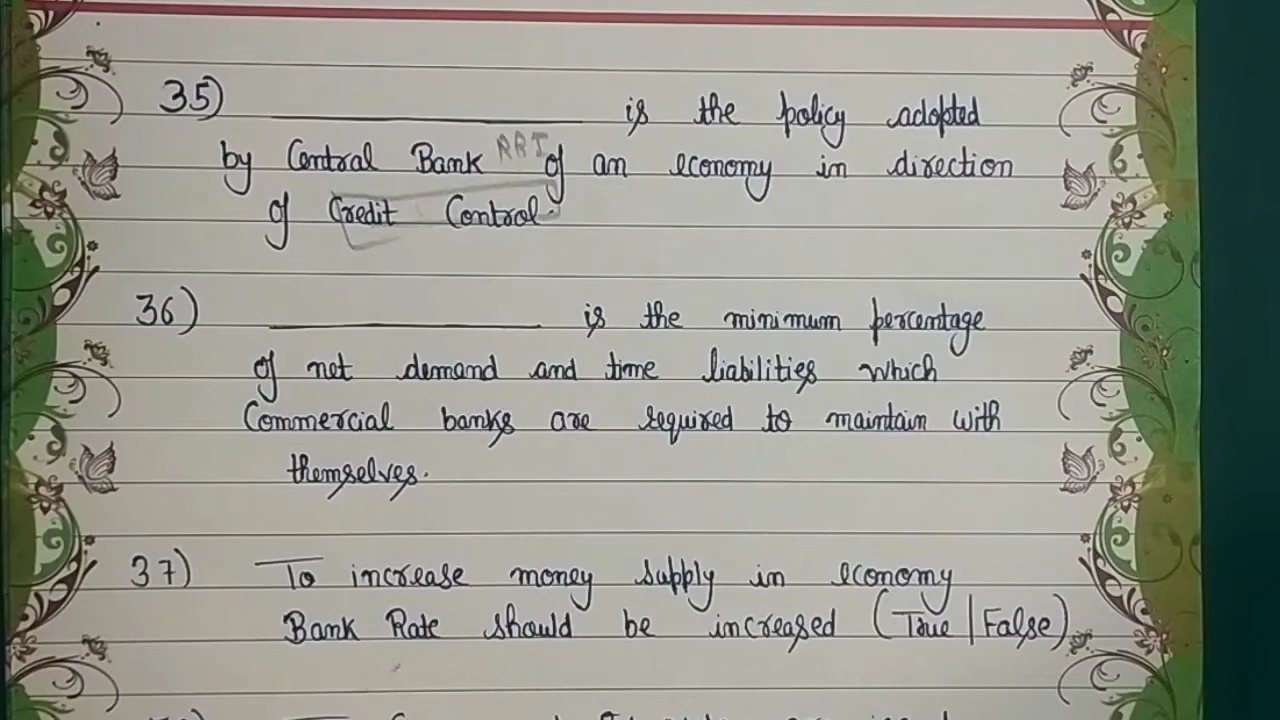 35) ____________ is the policy adopted
by Central Bank RBI of an economy in direction
of Credit Control.
36) ____________ is the minimum percentage
of net demand and time liabilities which
Commercial banks are required to maintain with
themselves.
37) To increase money supply in economy
Bank Rate should be increased (True | False)